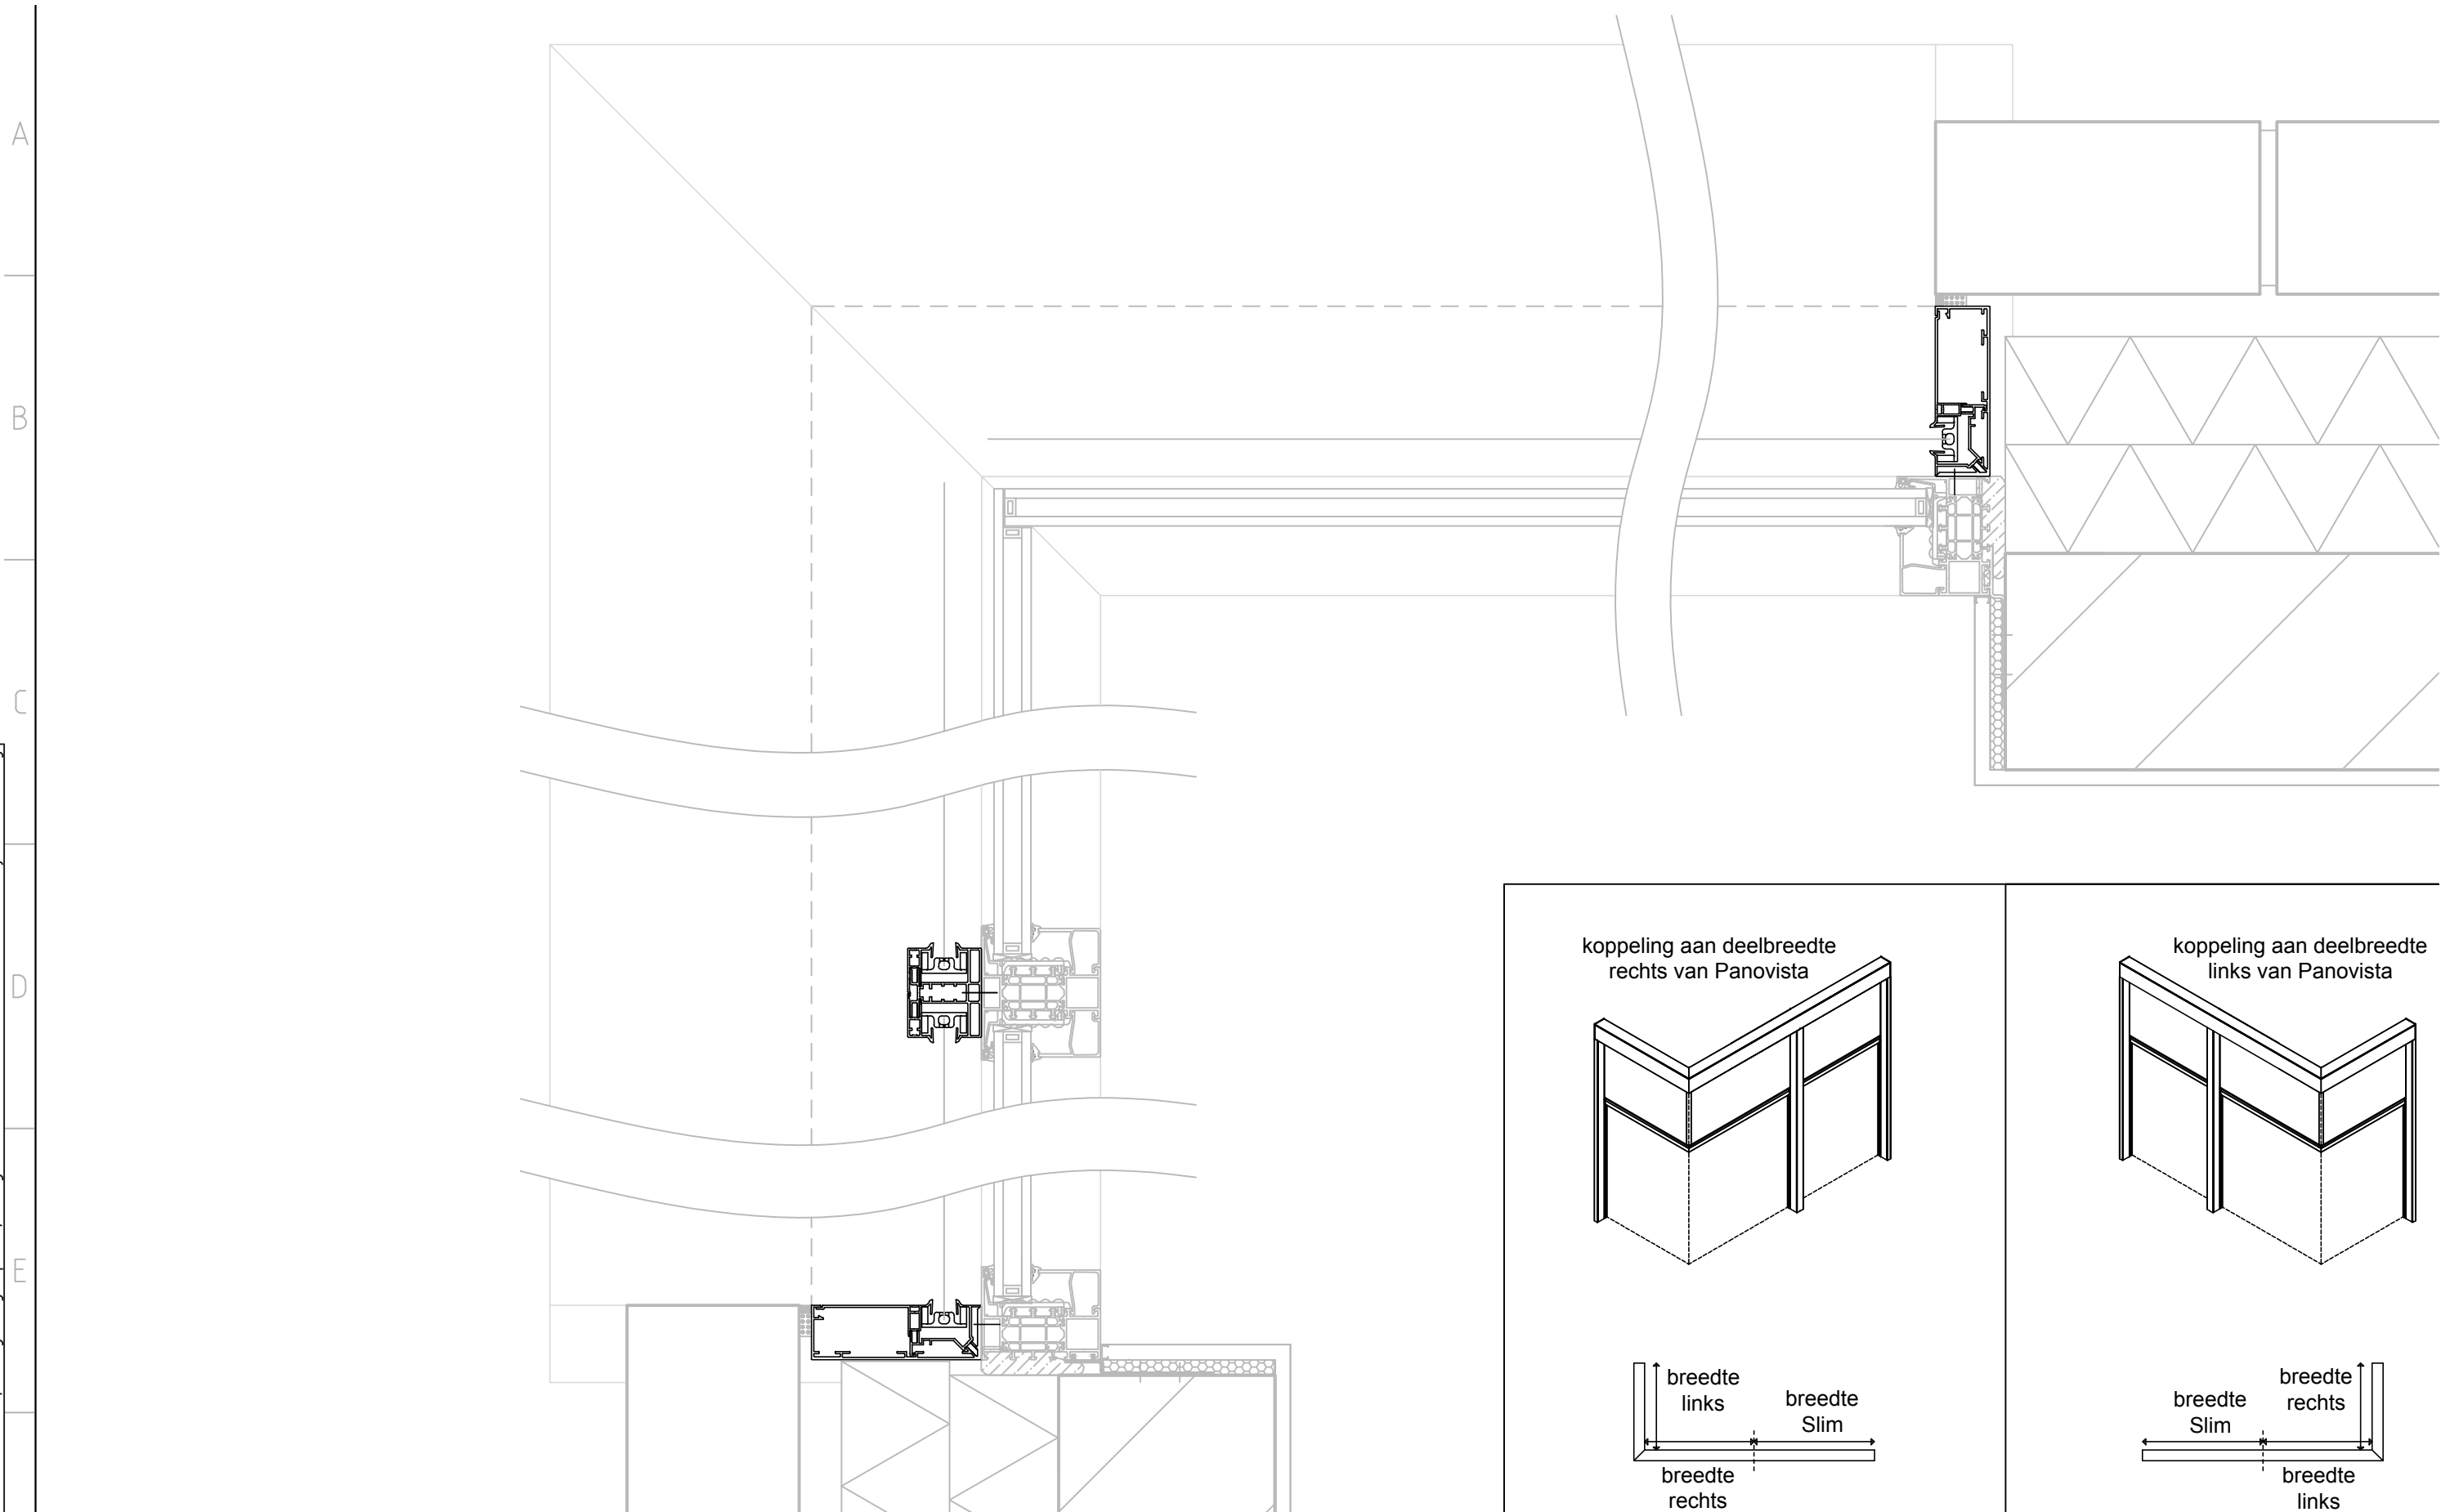 A
B
C
D
E
koppeling aan deelbreedte
rechts van Panovista
breedte
links
breedte
Slim
breedte
rechts
koppeling aan deelbreedte
links van Panovista
breedte
Slim
breedte
rechts
breedte
links